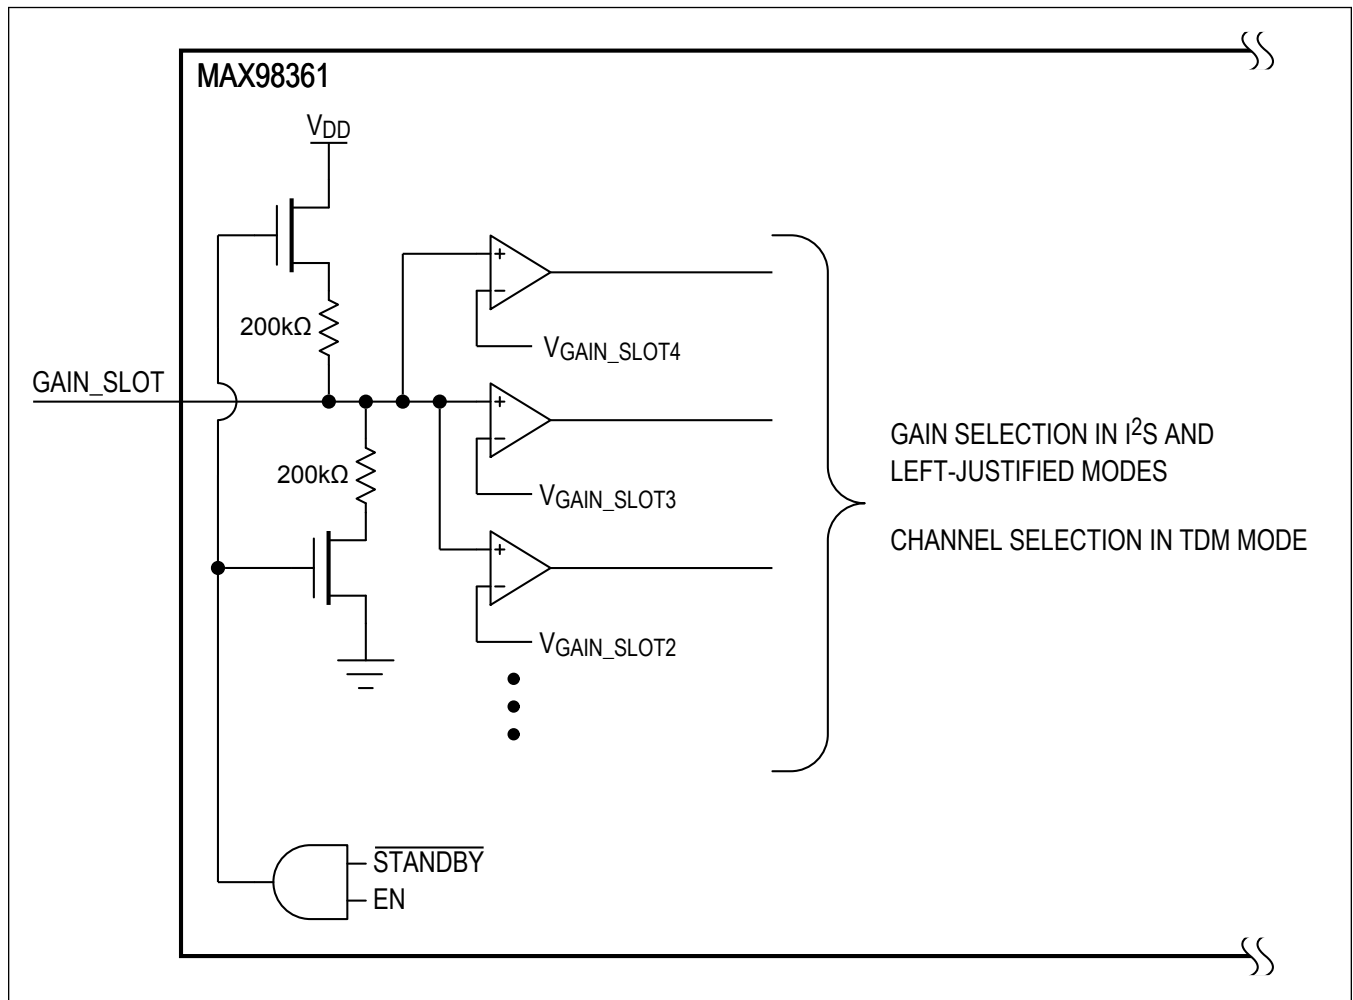 MAX98361
VDD
200kΩ
GAIN_SLOT
200kΩ
VGAIN_SLOT4
VGAIN_SLOT3
VGAIN_SLOT2
GAIN SELECTION IN I²S AND
LEFT-JUSTIFIED MODES
CHANNEL SELECTION IN TDM MODE
STANDBY
EN